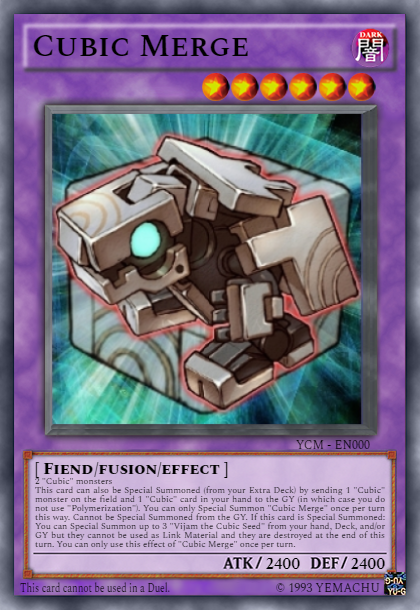 CUBIC MERGE
DARK
闇
YCM - EN000
[ FIEND/FUSION/EFFECT ]
2 "Cubic" monsters
This card can also be Special Summoned (from your Extra Deck) by sending 1 "Cubic"
monster on the field and 1 "Cubic" card in your hand to the GY (in which case you do
not use "Polymerization"). You can only Special Summon "Cubic Merge" once per turn
this way. Cannot be Special Summoned from the GY. If this card is Special Summoned:
You can Special Summon up to 3 "Vijam the Cubic Seed" from your hand, Deck, and/or
GY but they cannot be used as Link Material and they are destroyed at the end of this
turn. You can only use this effect of "Cubic Merge" once per turn.
ATK / 2400 DEF / 2400
This card cannot be used in a Duel. © 1993 YEMACHU